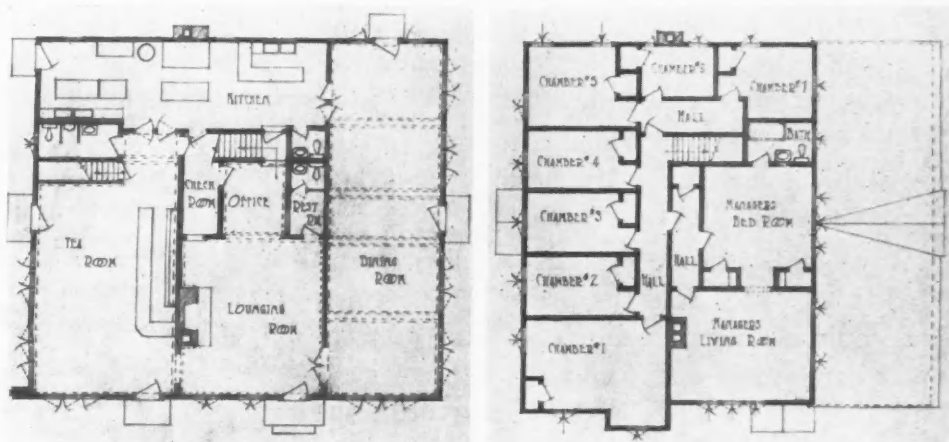 KITCHEN
CHECK
ROOM
OFFICE
REST
RM
TEA
ROOM
DINING
ROOM
LOUNGING
ROOM
CHAMBER #5
CHAMBER #6
CHAMBER #7
HALL
BATH
CHAMBER #4
CHAMBER #3
MANAGERS
BED ROOM
HALL
HALL
CHAMBER #2
CHAMBER #1
MANAGERS
LIVING ROOM